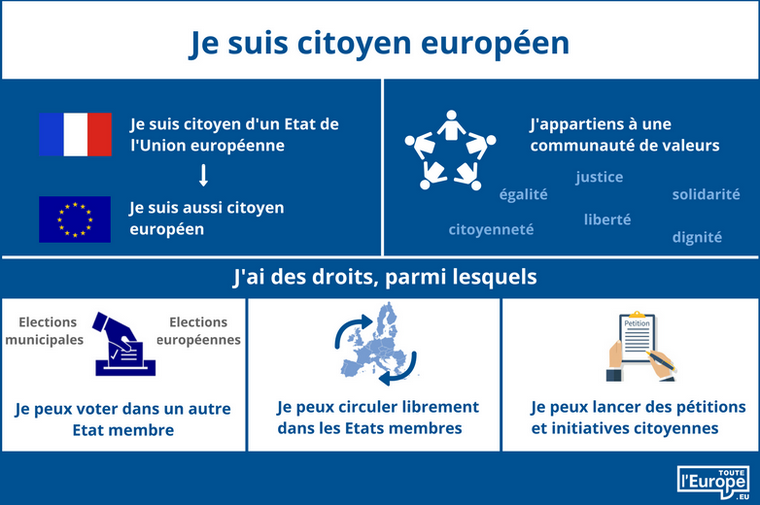 Je suis citoyen européen
Je suis citoyen d'un Etat de
l'Union européenne
Je suis aussi citoyen
européen
J'appartiens à une
communauté de valeurs
justice
égalité
solidarité
liberté
citoyenneté
dignité
J'ai des droits, parmi lesquels
Elections
municipales
Elections
européennes
Je peux voter dans un autre
Etat membre
Je peux circuler librement
dans les Etats membres
Petition
Je peux lancer des pétitions
et initiatives citoyennes
TOUTE
l'Europe
.EU